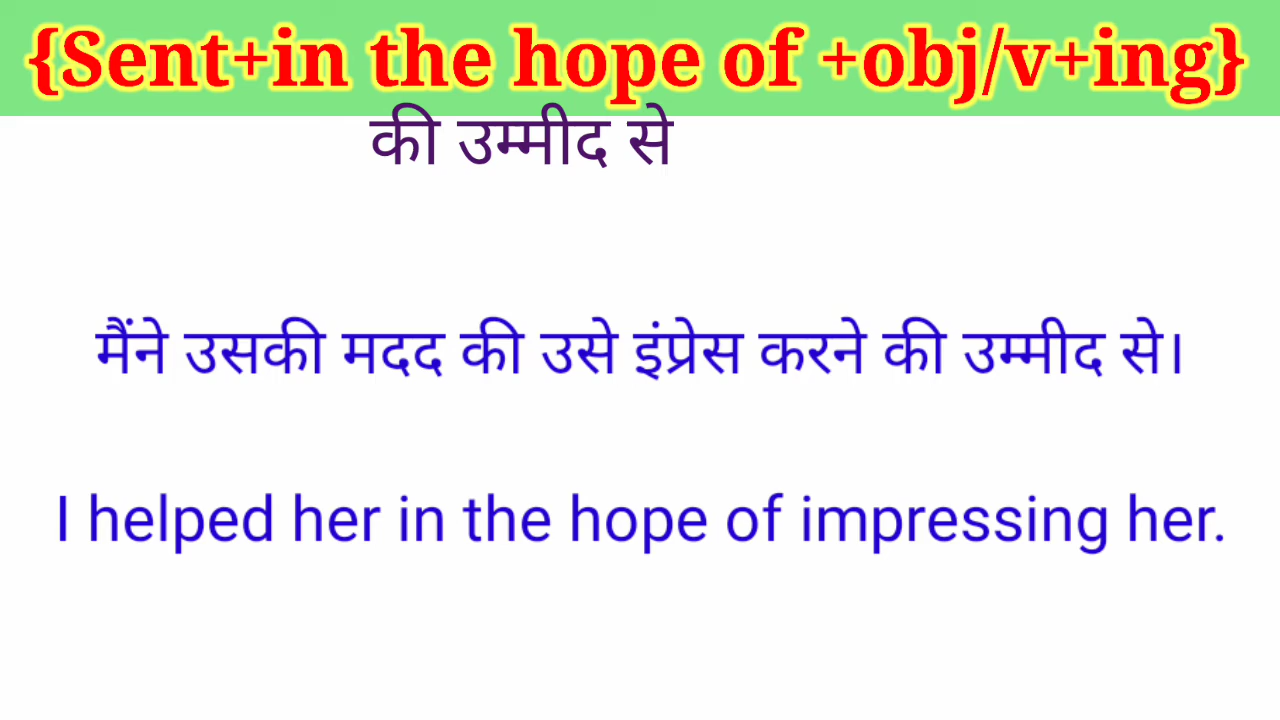 {Sent+in the hope of +obj/v+ing}
की उम्मीद से
मैंने उसकी मदद की उसे इंप्रेस करने की उम्मीद से।
I helped her in the hope of impressing her.